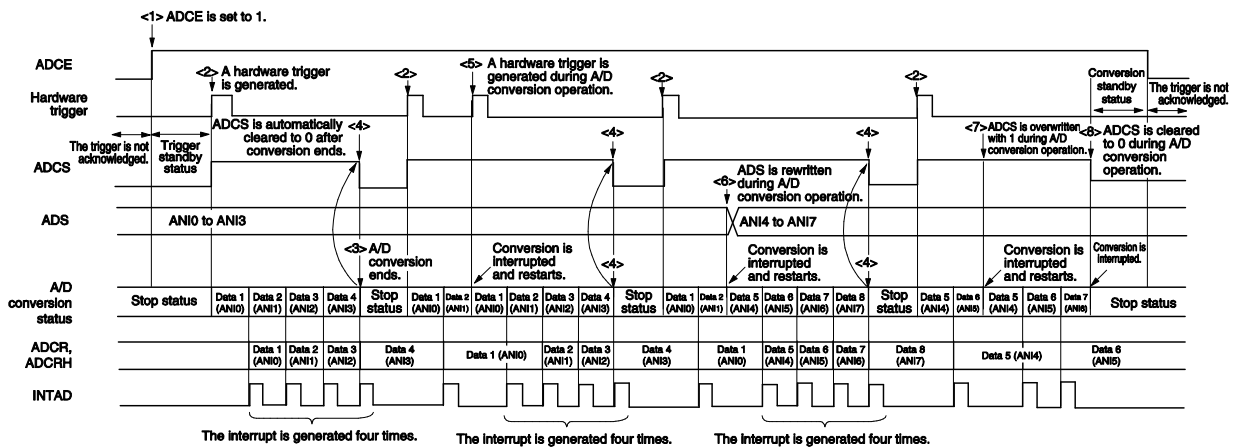 <1> ADCE is set to 1.
ADCE
<2> A hardware trigger
is generated.
<2>
<5> A hardware trigger is
generated during A/D
conversion operation.
<2>
<2>
Conversion
standby
status
The trigger is not
acknowledged.
Hardware
trigger
The trigger is not
acknowledged.
Trigger
standby
status
ADCS is automatically
cleared to 0 after
conversion ends.
<4>
<4>
<4>
<7> ADCS is overwritten
with 1 during A/D
conversion operation.
<8> ADCS is cleared
to 0 during A/D
conversion
operation.
ADCS
<6> ADS is rewritten
during A/D
conversion operation.
ADS
ANI0 to ANI3
ANI4 to ANI7
<3> A/D
conversion
ends.
Conversion is
interrupted
and restarts.
<4>
Conversion is
interrupted
and restarts.
<4>
Conversion is
interrupted
and restarts.
Conversion is
interrupted.
A/D
conversion
status
Stop status
Data 1 (ANI0)
Data 2 (ANI1)
Data 3 (ANI2)
Data 4 (ANI3)
Stop status
Data 1 (ANI0)
Data 2 (ANI1)
Data 1 (ANI0)
Data 2 (ANI1)
Data 3 (ANI2)
Data 4 (ANI3)
Stop status
Data 1 (ANI0)
Data 2 (ANI1)
Data 5 (ANI4)
Data 6 (ANI5)
Data 7 (ANI6)
Data 8 (ANI7)
Stop status
Data 5 (ANI4)
Data 6 (ANI5)
Data 5 (ANI4)
Data 6 (ANI5)
Data 7 (ANI6)
Stop status
ADCR,
ADCRH
Data 1 (ANI0)
Data 2 (ANI1)
Data 3 (ANI2)
Data 4 (ANI3)
Data 1 (ANI0)
Data 2 (ANI1)
Data 3 (ANI2)
Data 4 (ANI3)
Data 1 (ANI0)
Data 5 (ANI4)
Data 6 (ANI5)
Data 7 (ANI6)
Data 8 (ANI7)
Data 5 (ANI4)
Data 6 (ANI5)
INTAD
The interrupt is generated four times.
The interrupt is generated four times.
The interrupt is generated four times.